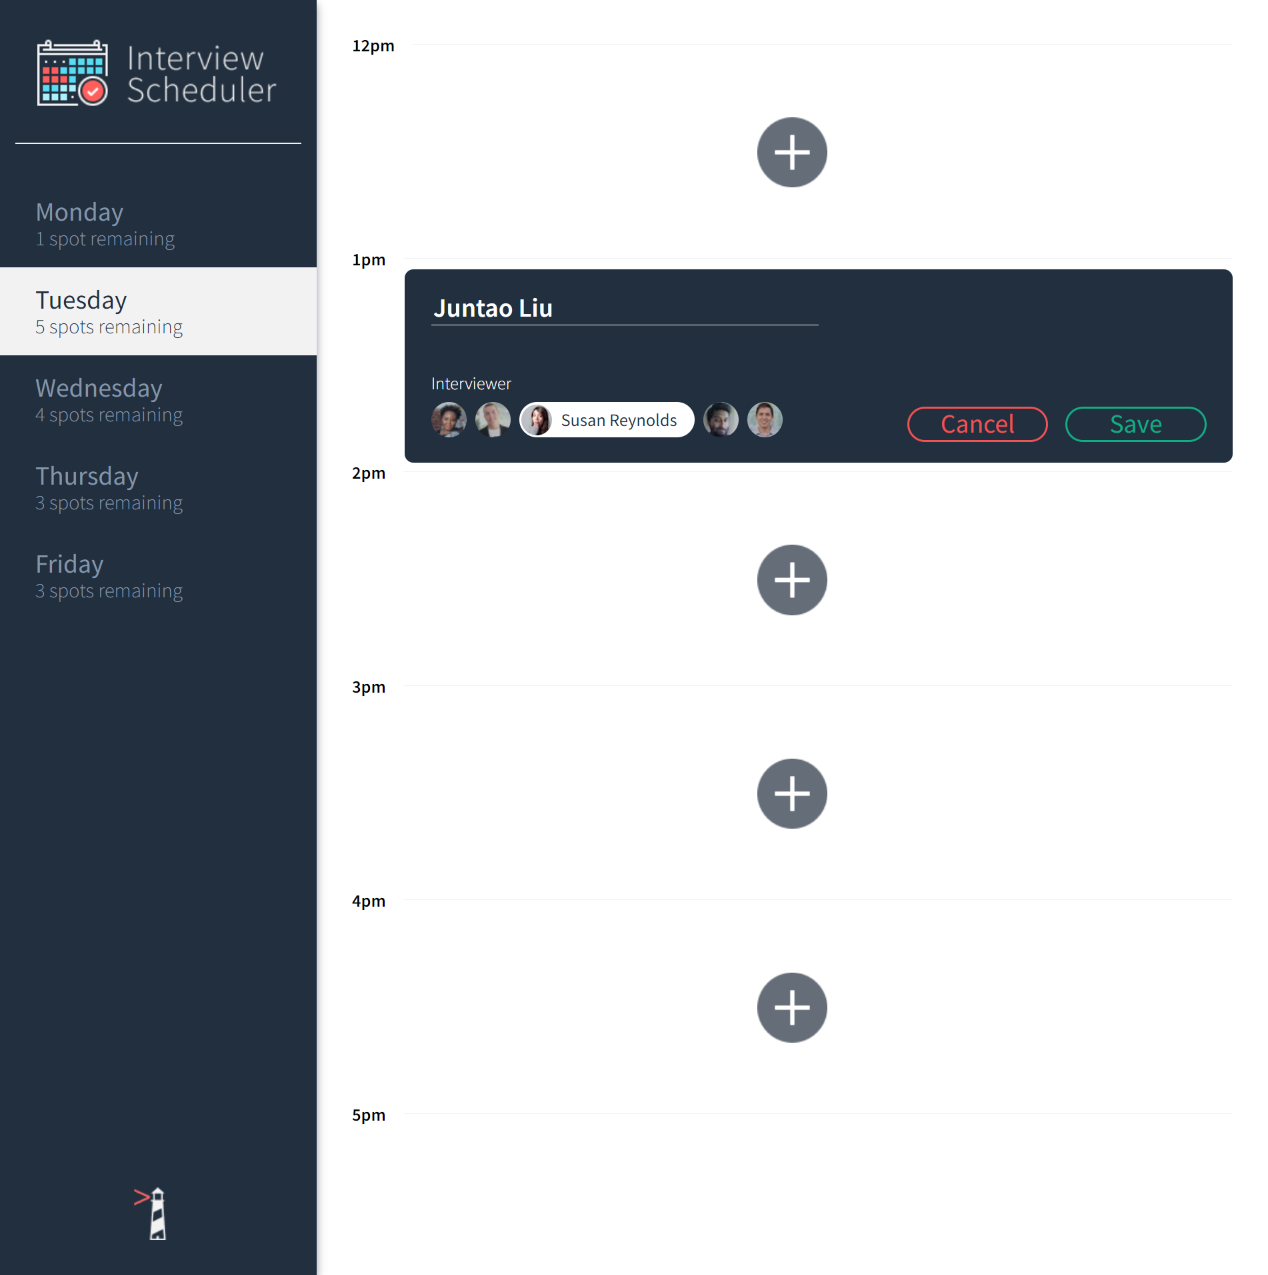 Interview
Scheduler
Monday
1 spot remaining
Tuesday
5 spots remaining
Wednesday
4 spots remaining
Thursday
3 spots remaining
Friday
3 spots remaining
12pm
1pm
Juntao Liu
Interviewer
Susan Reynolds
Cancel
Save
2pm
3pm
4pm
5pm